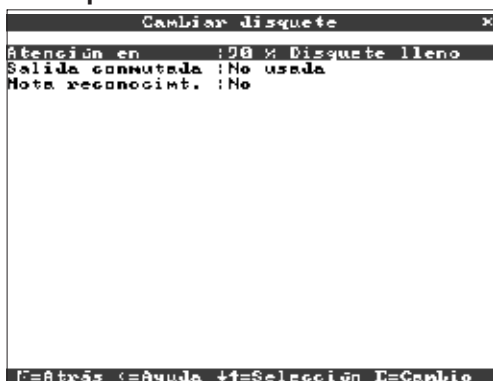 Cambiar disquete x
Atención en :90 % Disquete lleno
Salida conmutada :No usada
Nota reconocimt. :No
=Atrás =Ayuda ↓↑=Selección E=Cambio